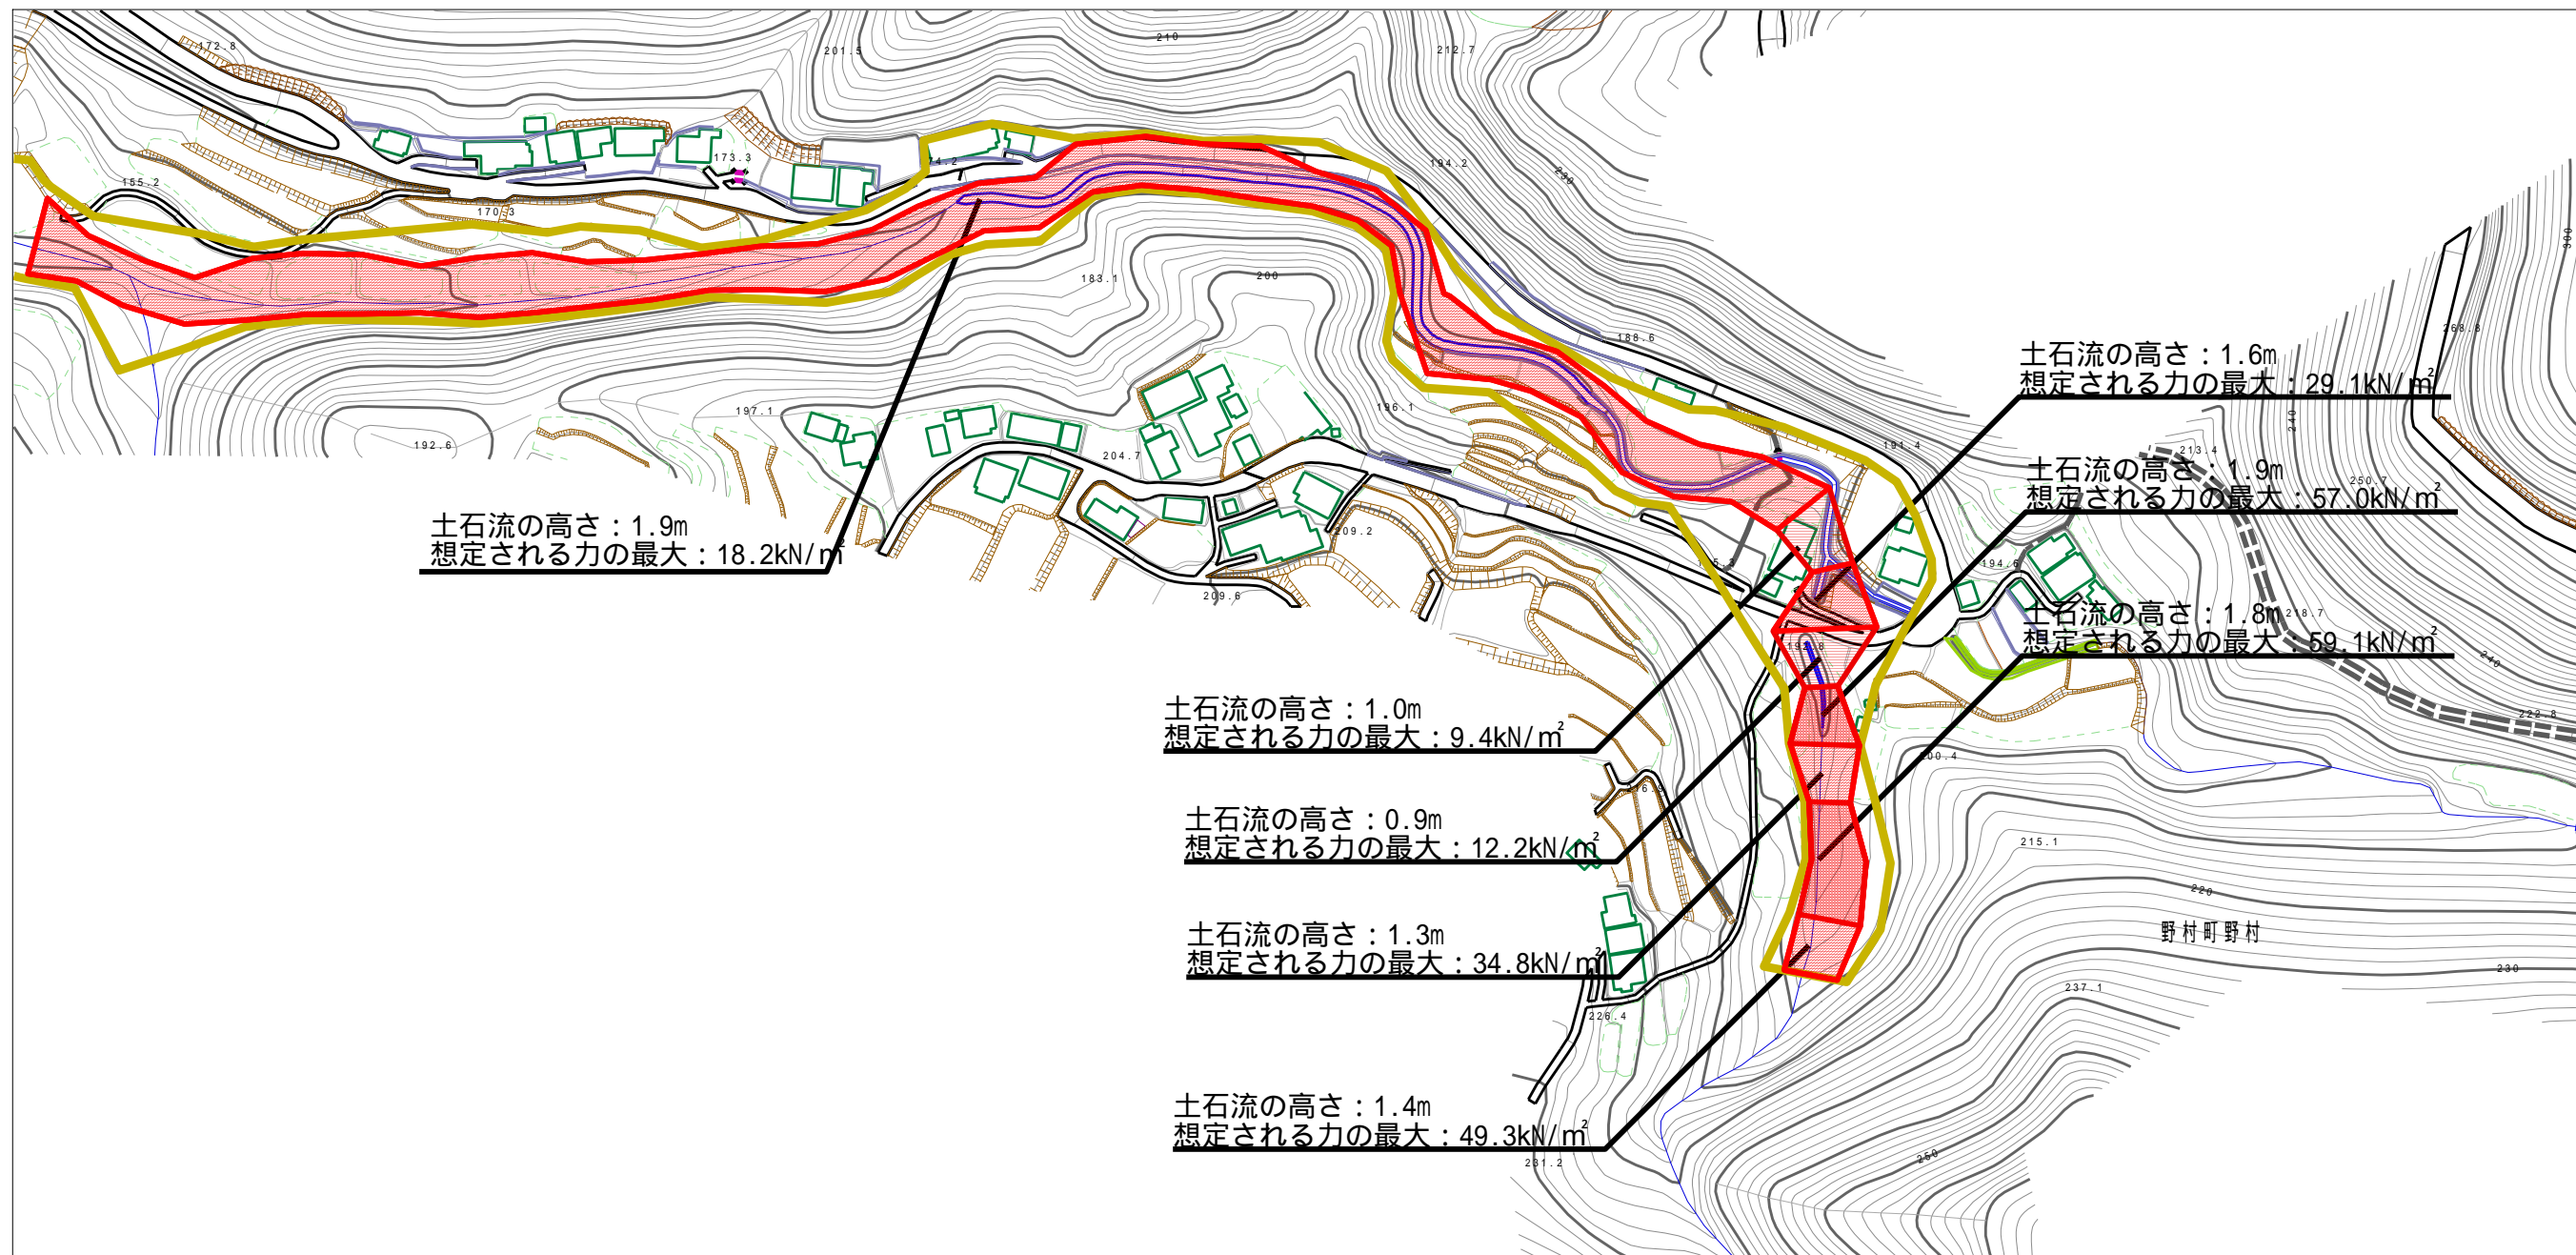 172.8
201.5
210
212.7
155.2
170.3
173.3
194.2
230
183.1
200
300
188.6
268.8
192.6
197.1
204.7
196.1
191.4
240
213.4
250.7
209.2
209.6
194.6
218.7
240
222.8
200.4
215.1
220
230
237.1
226.4
231.2
250
土石流の高さ：1.6m
想定される力の最大：29.1kN/㎡
土石流の高さ：1.9m
想定される力の最大：57.0kN/㎡
土石流の高さ：1.8m
想定される力の最大：59.1kN/㎡
土石流の高さ：1.9m
想定される力の最大：18.2kN/㎡
土石流の高さ：1.0m
想定される力の最大：9.4kN/㎡
土石流の高さ：0.9m
想定される力の最大：12.2kN/㎡
土石流の高さ：1.3m
想定される力の最大：34.8kN/㎡
土石流の高さ：1.4m
想定される力の最大：49.3kN/㎡
野村町野村